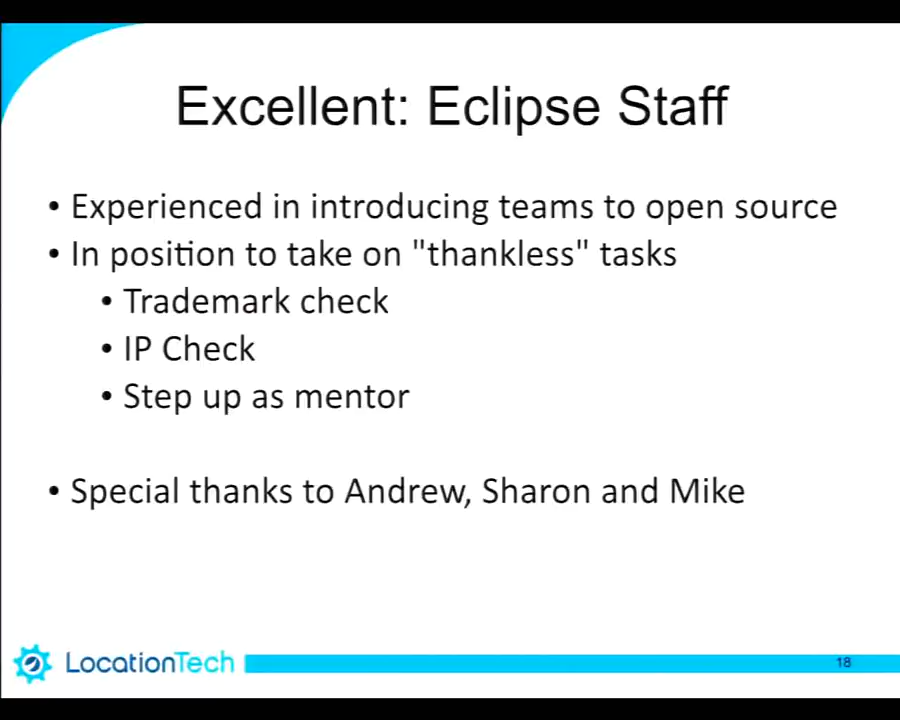 Excellent: Eclipse Staff
• Experienced in introducing teams to open source
• In position to take on "thankless" tasks
• Trademark check
• IP Check
• Step up as mentor
• Special thanks to Andrew, Sharon and Mike
LocationTech
18